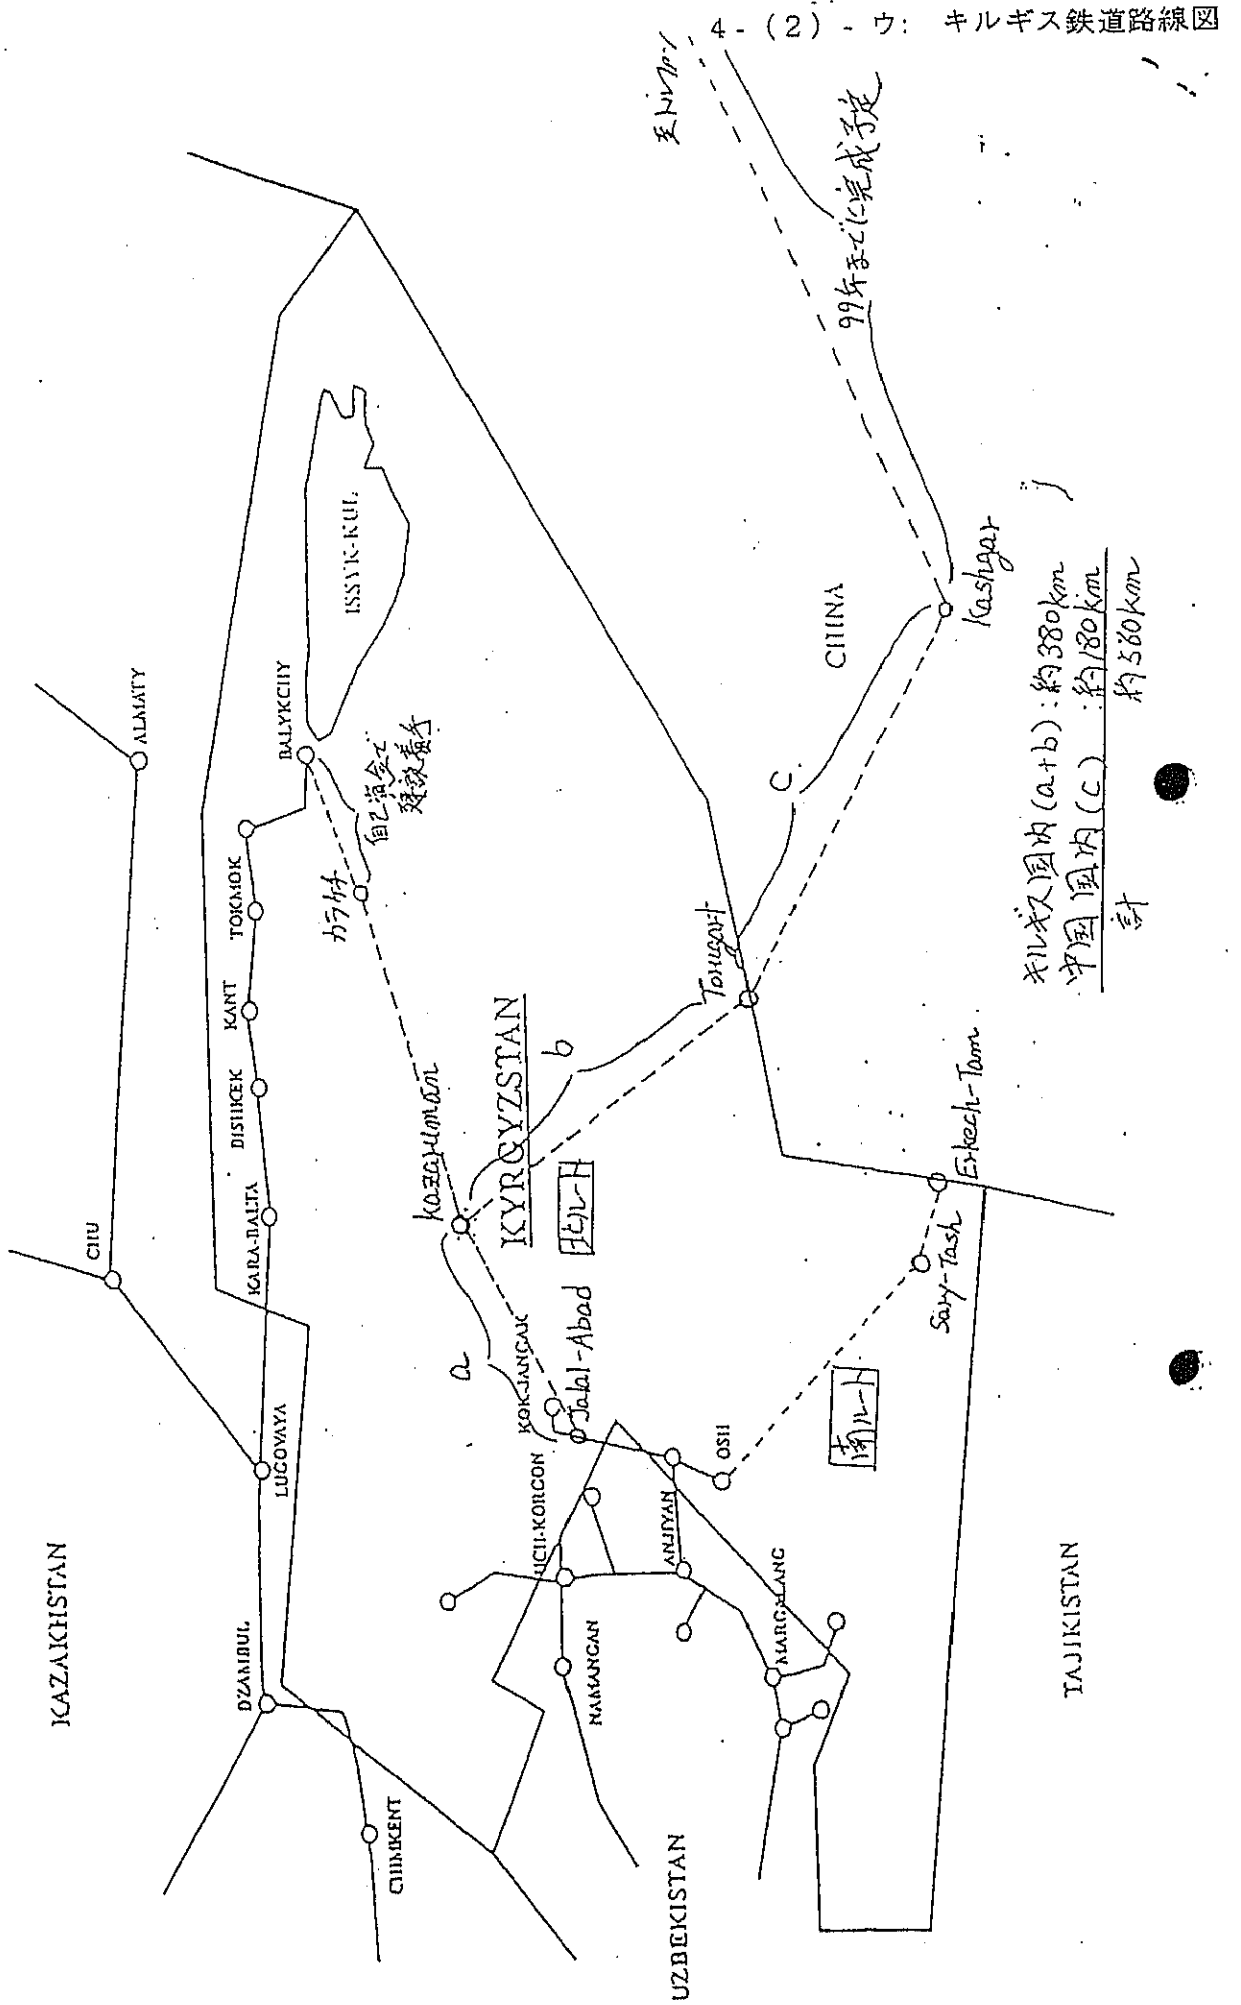 4-(2)-ウ: キルギス鉄道路線図
KAZAKHSTAN
CHU
ALMATY
D'ZAMBUL
LUGOVAYA
KARA-BALTA
BISHKEK
KANT
TOKMOK
BALYKCHY
ISSYK-KUL
CHIMKENT
自己資金で
建設着手
カラケチ
Kazaruman
KYRGYZSTAN
北ルート
a
b
c
KOK-JANGAK
Jalal-Abad
UCH-KORGON
NAMANGAN
ANJIYAN
OSH
MARGALANG
南ルート
Torugart
Sary-Tash
Erkech-Tam
CHINA
Kashgar
99年までに完成予定
至トルファン
UZBEKISTAN
TAJIKISTAN
キルギス国内(a+b):約380km
中国国内(c) :約180km
計 約560km